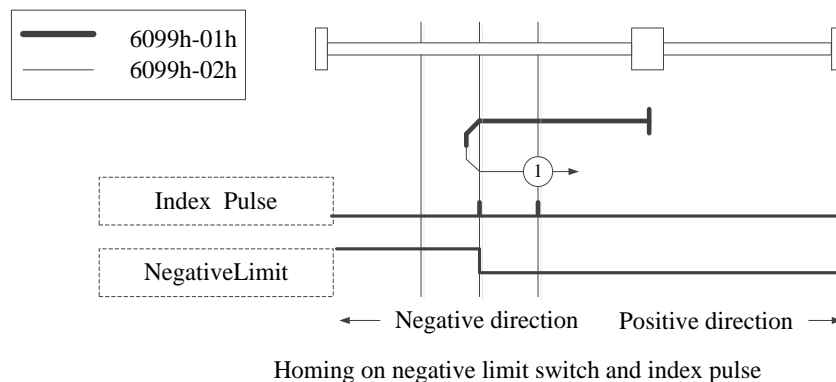 6099h-01h
6099h-02h
1
Index Pulse
NegativeLimit
Negative direction Positive direction
Homing on negative limit switch and index pulse